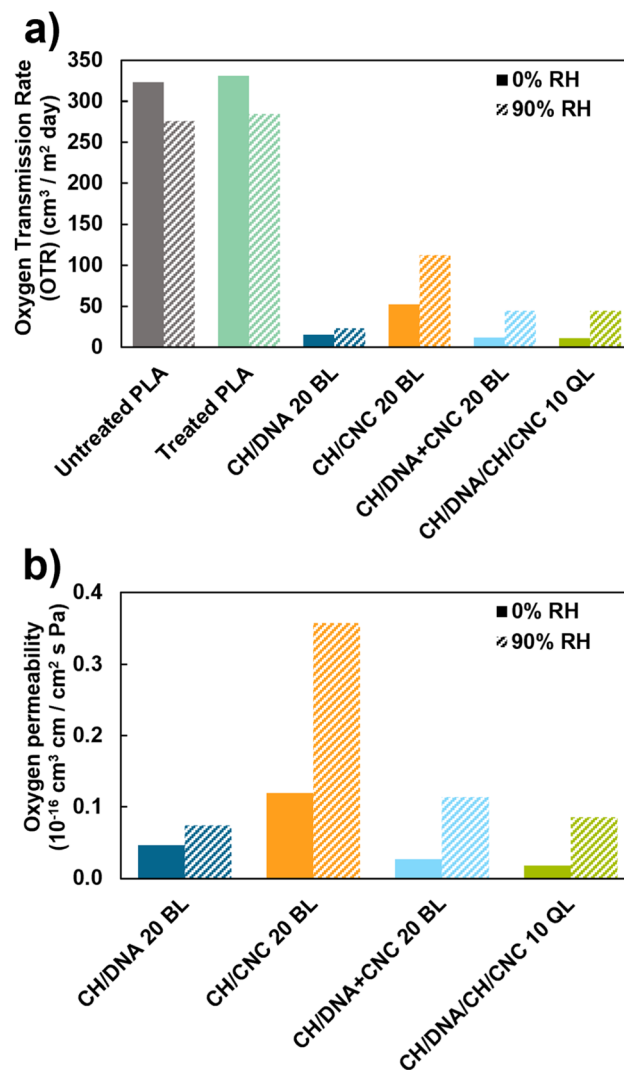 a)
Oxygen Transmission Rate
(OTR) (cm³ / m² day)
350
300
250
200
150
100
50
0
0% RH
90% RH
Untreated PLA
Treated PLA
CH/DNA 20 BL
CH/CNC 20 BL
CH/DNA+CNC 20 BL
CH/DNA/CH/CNC 10 QL
b)
Oxygen permeability
(10⁻¹⁶ cm³ cm / cm² s Pa)
0.4
0.3
0.2
0.1
0.0
0% RH
90% RH
CH/DNA 20 BL
CH/CNC 20 BL
CH/DNA+CNC 20 BL
CH/DNA/CH/CNC 10 QL